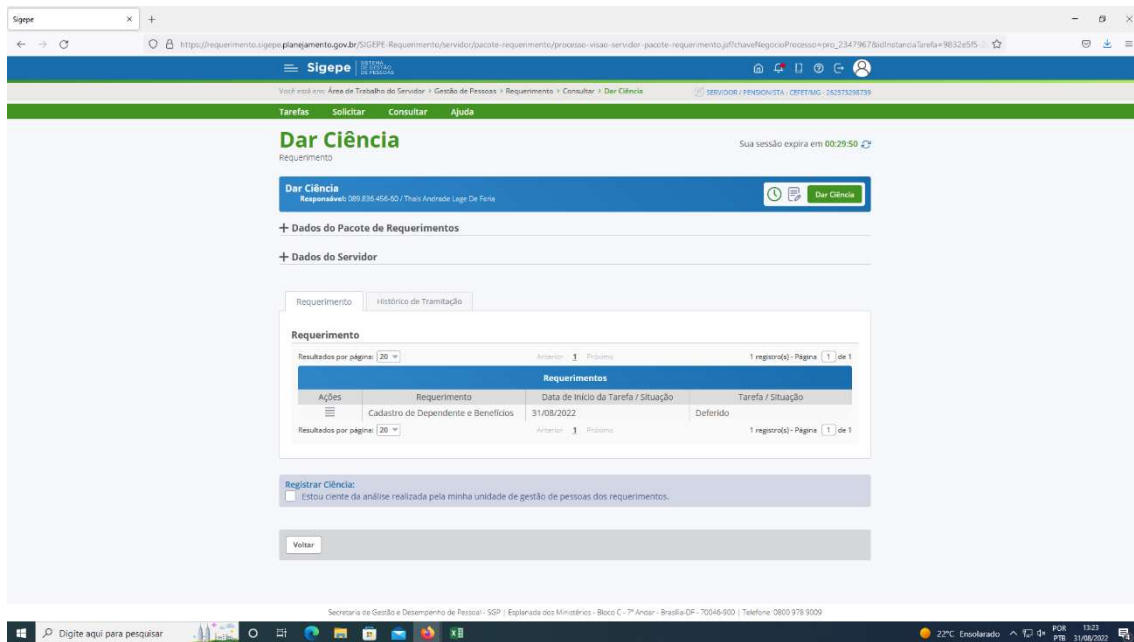 Sigepe
https://requerimento.sigepe.planejamento.gov.br/SIGEPE-Requerimento/servidor/pacote-requerimento/processo-visao-servidor-pacote-requerimento.jsf?chaveNegocioProcesso=pro_2347967&idInstanciaTarefa=9832e5f5-
Sigepe SISTEMA DE GESTÃO DE PESSOAS
Você está em: Área de Trabalho do Servidor > Gestão de Pessoas > Requerimento > Consultar > Dar Ciência
SERVIDOR / PENSIONISTA - CEFET/MG - 262573298739
Tarefas Solicitar Consultar Ajuda
Dar Ciência
Sua sessão expira em 00:29:50
Requerimento
Dar Ciência
Responsável: 089.836.456-60 / Thais Andrade Lage De Faria
Dar Ciência
+ Dados do Pacote de Requerimentos
+ Dados do Servidor
Requerimento Histórico de Tramitação
Requerimento
Resultados por página: 20 Anterior 1 Próximo 1 registro(s) - Página 1 de 1
Requerimentos
Ações Requerimento Data de Início da Tarefa / Situação Tarefa / Situação
Cadastro de Dependente e Benefícios 31/08/2022 Deferido
Resultados por página: 20 Anterior 1 Próximo 1 registro(s) - Página 1 de 1
Registrar Ciência:
Estou ciente da análise realizada pela minha unidade de gestão de pessoas dos requerimentos.
Voltar
Secretaria de Gestão e Desempenho de Pessoal - SGP | Esplanada dos Ministérios - Bloco C - 7º Andar - Brasília-DF - 70046-900 | Telefone: 0800 978 9009
Digite aqui para pesquisar
22°C Ensolarado
POR
PTB
13:23
31/08/2022